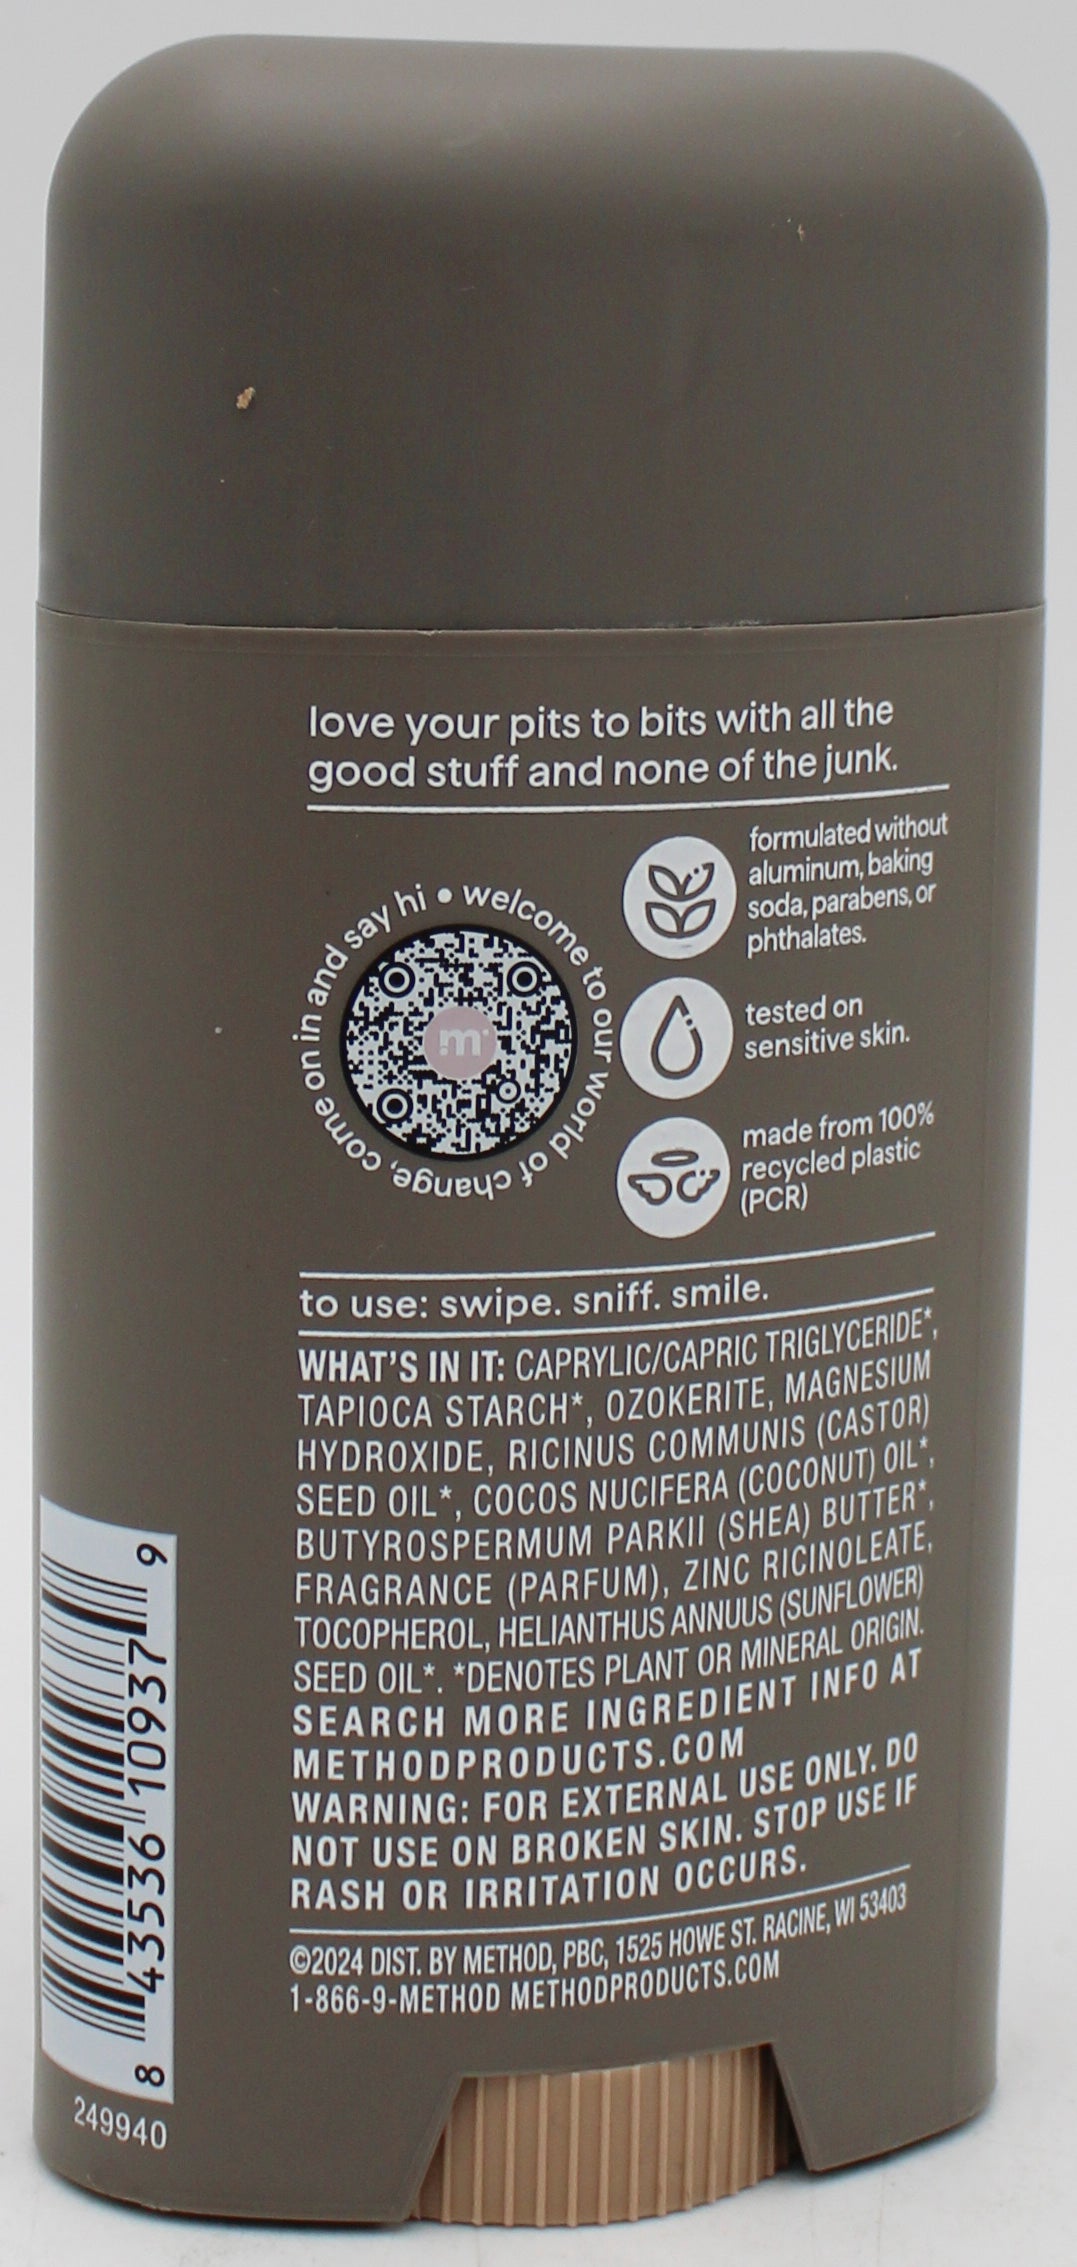 love your pits to bits with all the
good stuff and none of the junk.
formulated without
aluminum, baking
soda, parabens, or
phthalates.
welcome to our world of change, come on in and say hi •
m
tested on
sensitive skin.
made from 100%
recycled plastic
(PCR)
to use: swipe. sniff. smile.
WHAT'S IN IT: CAPRYLIC/CAPRIC TRIGLYCERIDE*,
TAPIOCA STARCH*, OZOKERITE, MAGNESIUM
HYDROXIDE, RICINUS COMMUNIS (CASTOR)
SEED OIL*, COCOS NUCIFERA (COCONUT) OIL*,
BUTYROSPERMUM PARKII (SHEA) BUTTER*,
FRAGRANCE (PARFUM), ZINC RICINOLEATE,
TOCOPHEROL, HELIANTHUS ANNUUS (SUNFLOWER)
SEED OIL*. *DENOTES PLANT OR MINERAL ORIGIN.
SEARCH MORE INGREDIENT INFO AT
METHODPRODUCTS.COM
WARNING: FOR EXTERNAL USE ONLY. DO
NOT USE ON BROKEN SKIN. STOP USE IF
RASH OR IRRITATION OCCURS.
©2024 DIST. BY METHOD, PBC, 1525 HOWE ST. RACINE, WI 53403
1-866-9-METHOD METHODPRODUCTS.COM
8 43536 10937 9
249940